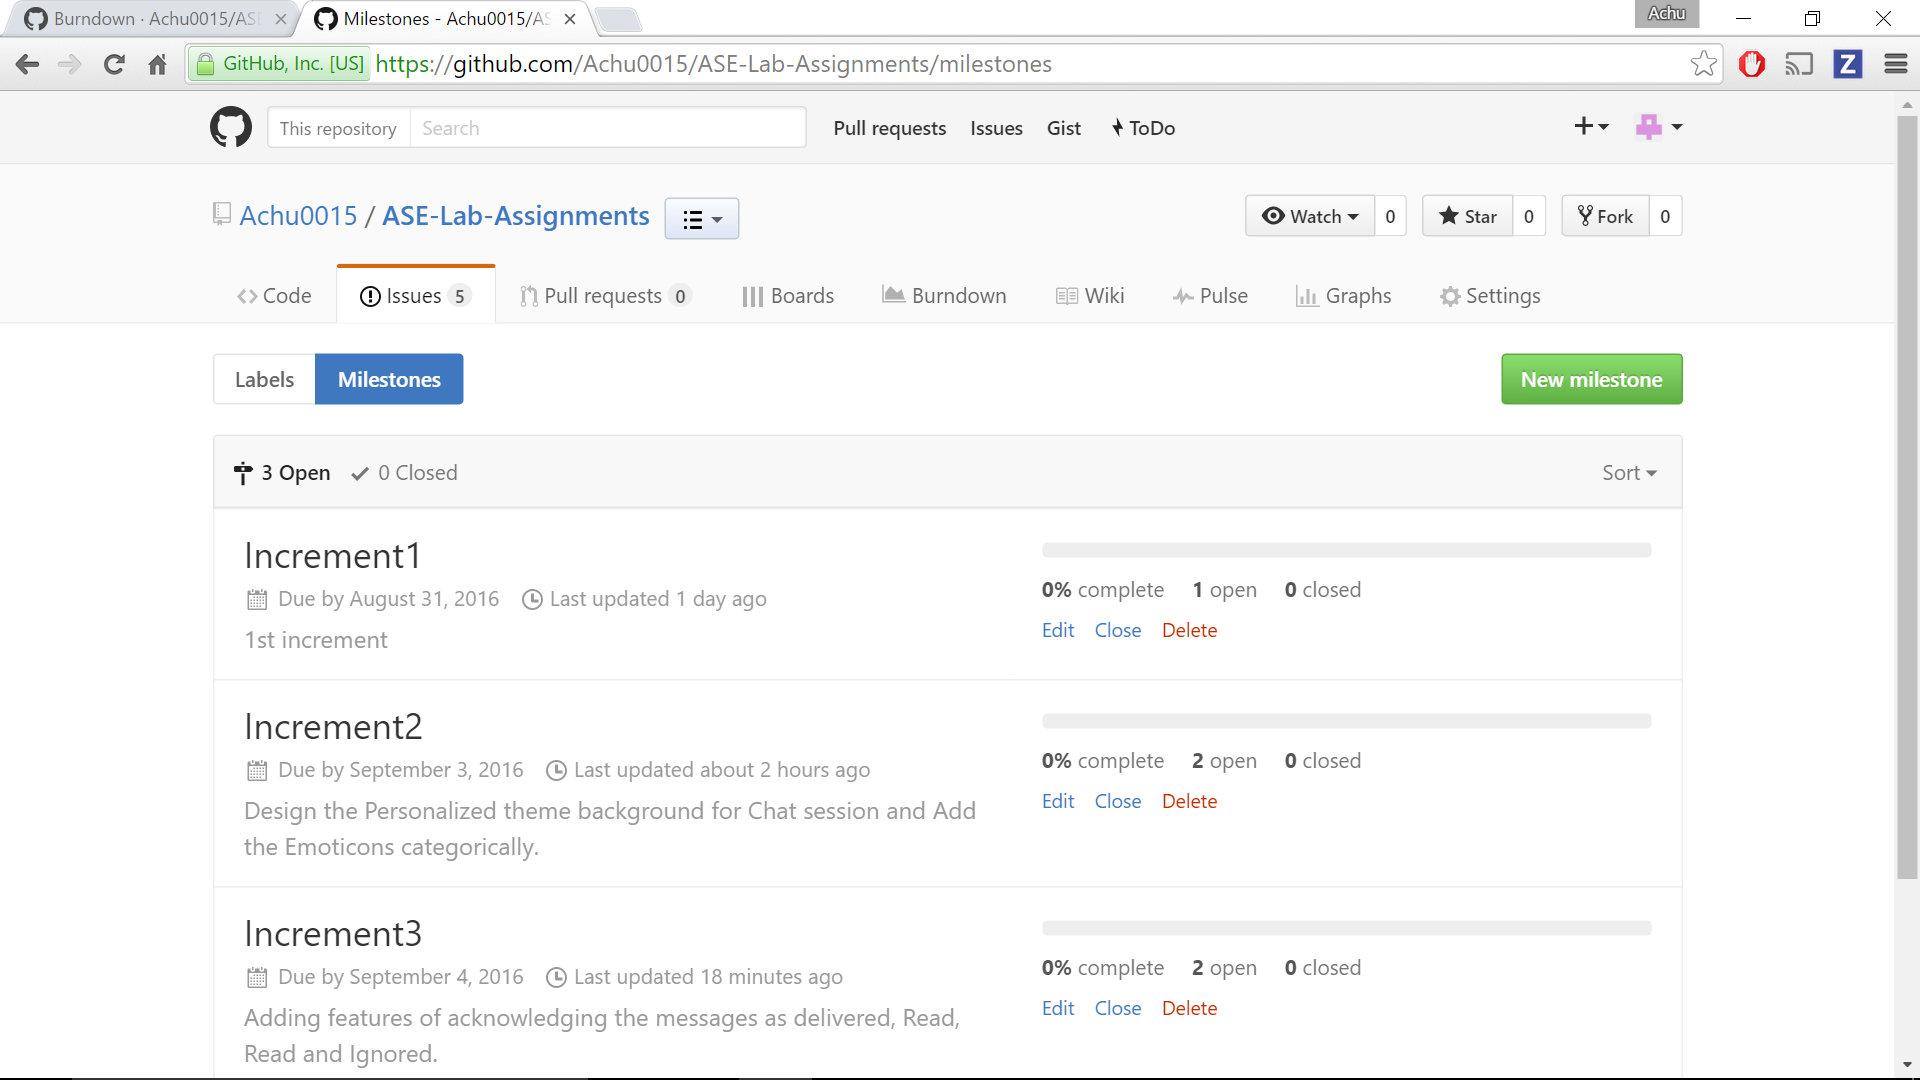 Burndown · Achu0015/ASE
Milestones - Achu0015/AS
Achu
GitHub, Inc. [US] https://github.com/Achu0015/ASE-Lab-Assignments/milestones
Z
This repository Search Pull requests Issues Gist ToDo
Achu0015 / ASE-Lab-Assignments
Watch 0 Star 0 Fork 0
Code Issues 5 Pull requests 0 Boards Burndown Wiki Pulse Graphs Settings
Labels Milestones New milestone
3 Open 0 Closed Sort
Increment1
Due by August 31, 2016 Last updated 1 day ago
1st increment
0% complete 1 open 0 closed
Edit Close Delete
Increment2
Due by September 3, 2016 Last updated about 2 hours ago
Design the Personalized theme background for Chat session and Add
the Emoticons categorically.
0% complete 2 open 0 closed
Edit Close Delete
Increment3
Due by September 4, 2016 Last updated 18 minutes ago
Adding features of acknowledging the messages as delivered, Read,
Read and Ignored.
0% complete 2 open 0 closed
Edit Close Delete